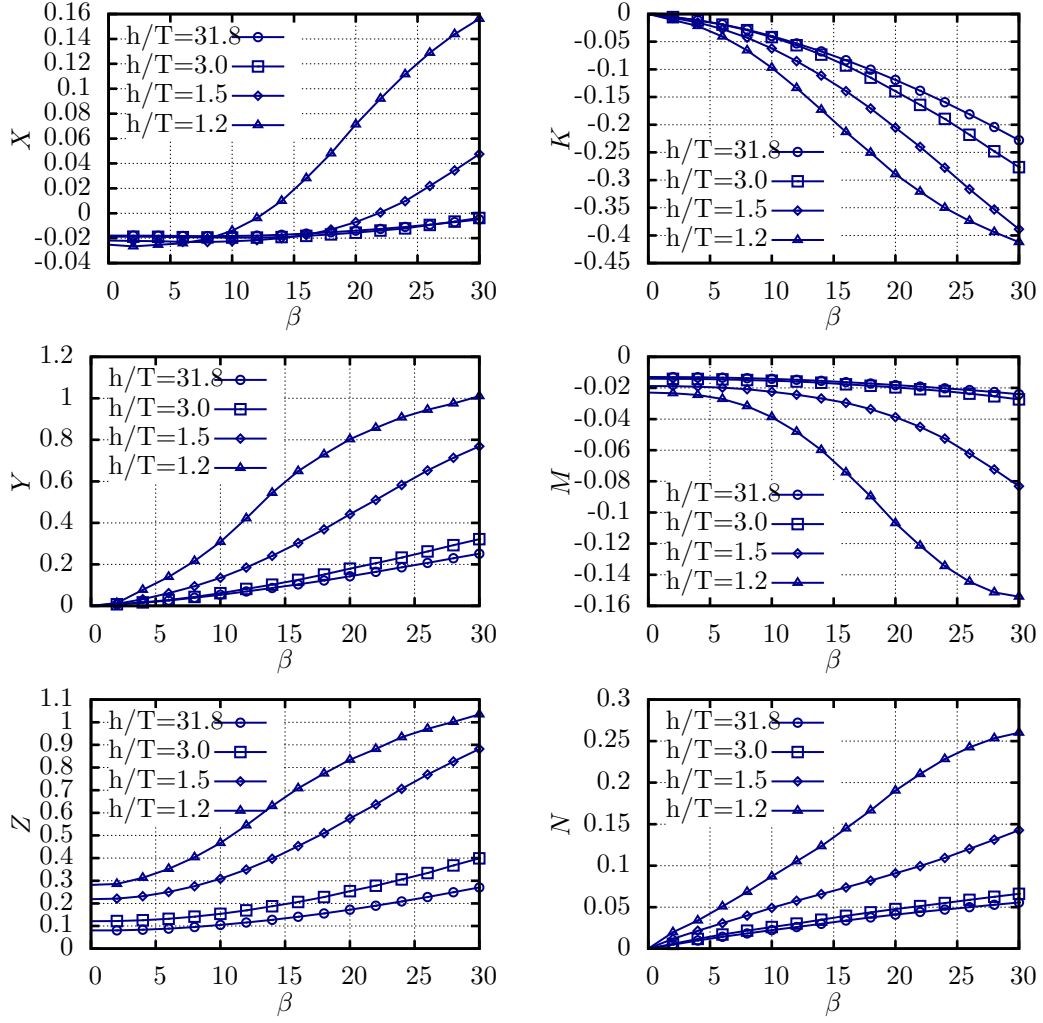 0.16
0.14
0.12
0.1
0.08
0.06
0.04
0.02
0
-0.02
-0.04
X
h/T=31.8
h/T=3.0
h/T=1.5
h/T=1.2
0 5 10 15 20 25 30
β
0
-0.05
-0.1
-0.15
-0.2
-0.25
-0.3
-0.35
-0.4
-0.45
K
h/T=31.8
h/T=3.0
h/T=1.5
h/T=1.2
0 5 10 15 20 25 30
β
1.2
1
0.8
0.6
0.4
0.2
0
Y
h/T=31.8
h/T=3.0
h/T=1.5
h/T=1.2
0 5 10 15 20 25 30
β
0
-0.02
-0.04
-0.06
-0.08
-0.1
-0.12
-0.14
-0.16
M
h/T=31.8
h/T=3.0
h/T=1.5
h/T=1.2
0 5 10 15 20 25 30
β
1.1
1
0.9
0.8
0.7
0.6
0.5
0.4
0.3
0.2
0.1
0
Z
h/T=31.8
h/T=3.0
h/T=1.5
h/T=1.2
0 5 10 15 20 25 30
β
0.3
0.25
0.2
0.15
0.1
0.05
0
N
h/T=31.8
h/T=3.0
h/T=1.5
h/T=1.2
0 5 10 15 20 25 30
β